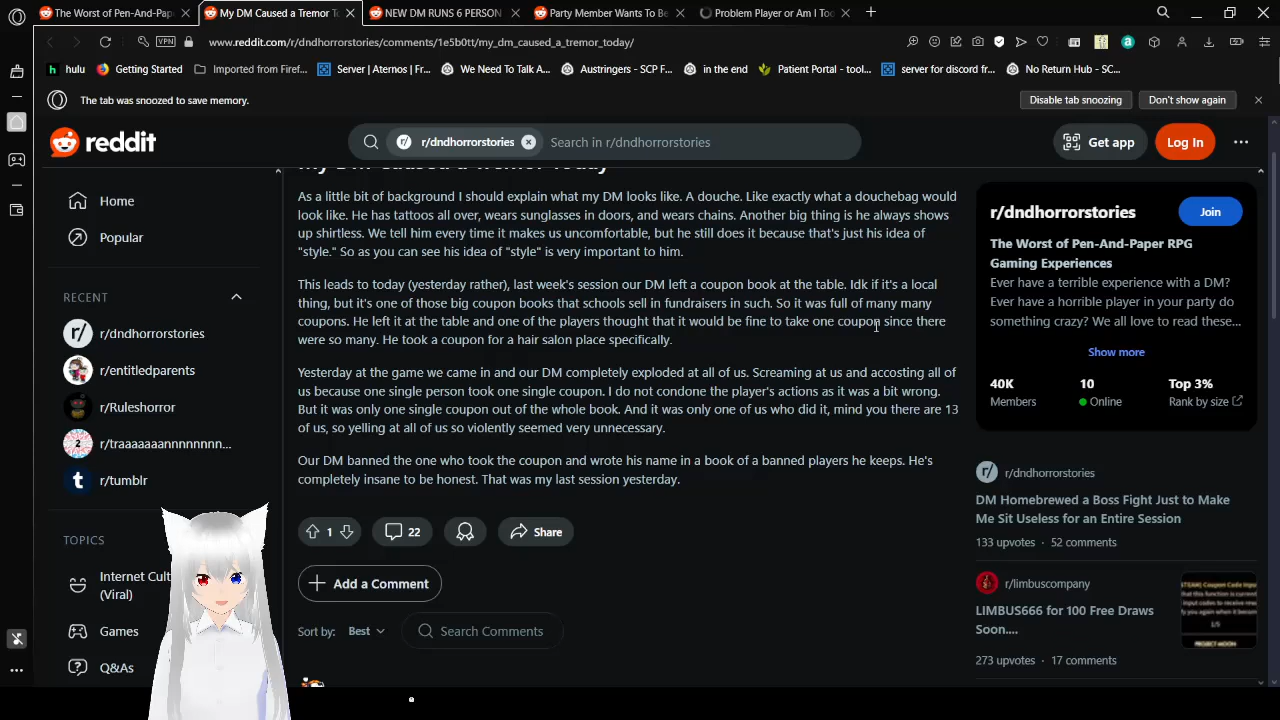 The Worst of Pen-And-Pape
My DM Caused a Tremor T
NEW DM RUNS 6 PERSON
Party Member Wants To Be
Problem Player or Am I Too
VPN
www.reddit.com/r/dndhorrorstories/comments/1e5b0tt/my_dm_caused_a_tremor_today/
hulu
Getting Started
Imported from Firef...
Server | Aternos | Fr...
We Need To Talk A...
Austringers - SCP F...
in the end
Patient Portal - tool...
server for discord fr...
No Return Hub - SC...
The tab was snoozed to save memory.
Disable tab snoozing
Don't show again
reddit
r/dndhorrorstories
Search in r/dndhorrorstories
Get app
Log In
Home
Popular
RECENT
r/dndhorrorstories
r/entitledparents
r/Ruleshorror
r/traaaaaaannnnnnnn...
r/tumblr
TOPICS
Internet Cult
(Viral)
Games
Q&As
My DM Caused a Tremor Today
As a little bit of background I should explain what my DM looks like. A douche. Like exactly what a douchebag would
look like. He has tattoos all over, wears sunglasses in doors, and wears chains. Another big thing is he always shows
up shirtless. We tell him every time it makes us uncomfortable, but he still does it because that's just his idea of
"style." So as you can see his idea of "style" is very important to him.
This leads to today (yesterday rather), last week's session our DM left a coupon book at the table. Idk if it's a local
thing, but it's one of those big coupon books that schools sell in fundraisers in such. So it was full of many many
coupons. He left it at the table and one of the players thought that it would be fine to take one coupon since there
were so many. He took a coupon for a hair salon place specifically.
Yesterday at the game we came in and our DM completely exploded at all of us. Screaming at us and accosting all of
us because one single person took one single coupon. I do not condone the player's actions as it was a bit wrong.
But it was only one single coupon out of the whole book. And it was only one of us who did it, mind you there are 13
of us, so yelling at all of us so violently seemed very unnecessary.
Our DM banned the one who took the coupon and wrote his name in a book of a banned players he keeps. He's
completely insane to be honest. That was my last session yesterday.
1
22
Share
Add a Comment
Sort by:
Best
Search Comments
r/dndhorrorstories
Join
The Worst of Pen-And-Paper RPG
Gaming Experiences
Ever have a terrible experience with a DM?
Ever have a horrible player in your party do
something crazy? We all love to read these...
Show more
40K
Members
10
Online
Top 3%
Rank by size
r/dndhorrorstories
DM Homebrewed a Boss Fight Just to Make
Me Sit Useless for an Entire Session
133 upvotes · 52 comments
r/limbuscompany
LIMBUS666 for 100 Free Draws
Soon....
273 upvotes · 17 comments